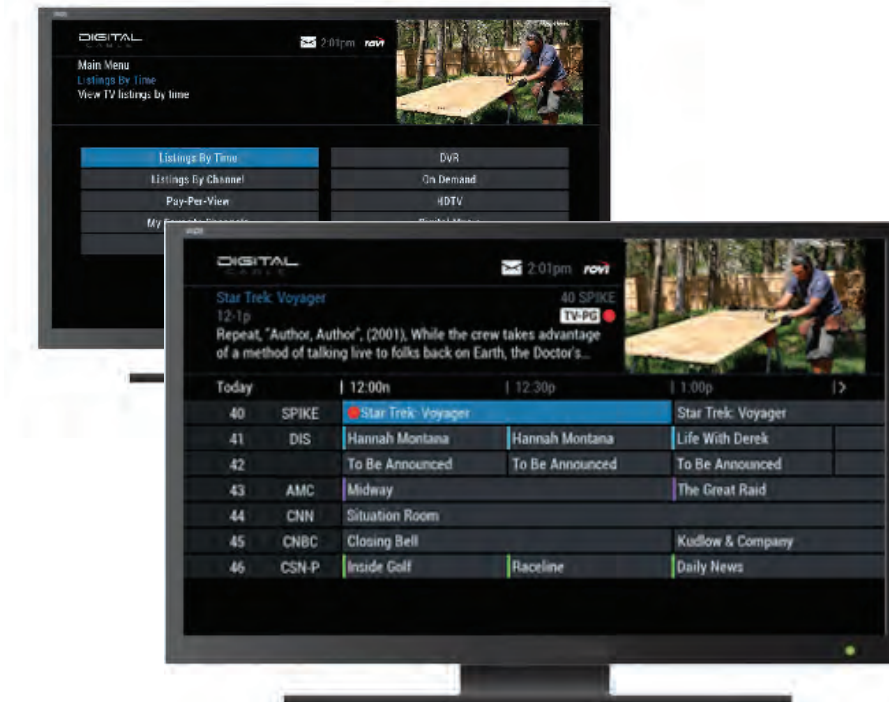 DIGITAL
CABLE
2:01pm rovi
Main Menu
Listings By Time
View TV listings by time
Listings By Time DVR
Listings By Channel On Demand
Pay-Per-View HDTV
DIGITAL
CABLE
2:01pm rovi
Star Trek: Voyager 40 SPIKE
12-1p TV-PG
Repeat, "Author, Author", (2001), While the crew takes advantage
of a method of talking live to folks back on Earth, the Doctor's...
Today 12:00n 12:30p 1:00p
40 SPIKE Star Trek: Voyager Star Trek: Voyager
41 DIS Hannah Montana Hannah Montana Life With Derek
42 To Be Announced To Be Announced To Be Announced
43 AMC Midway The Great Raid
44 CNN Situation Room
45 CNBC Closing Bell Kudlow & Company
46 CSN-P Inside Golf Raceline Daily News